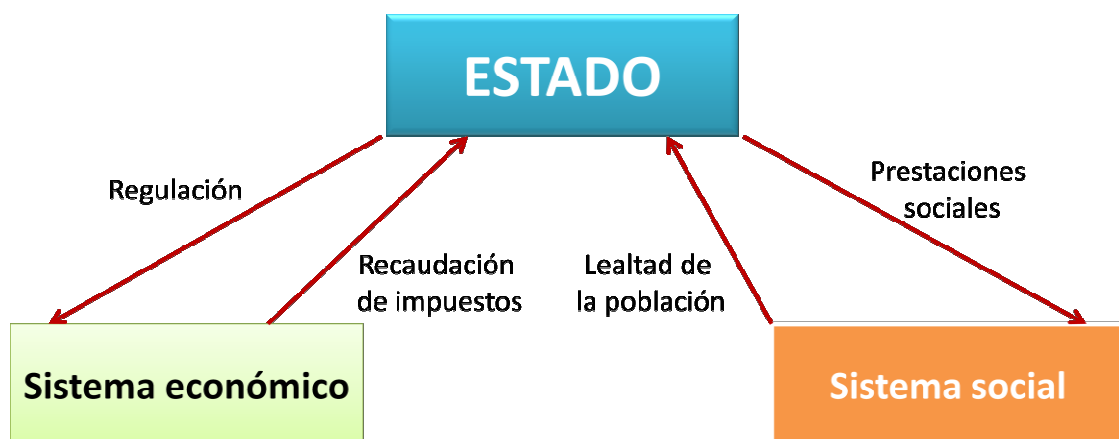 ESTADO
Regulación
Prestaciones
sociales
Recaudación
de impuestos
Lealtad de
la población
Sistema económico
Sistema social